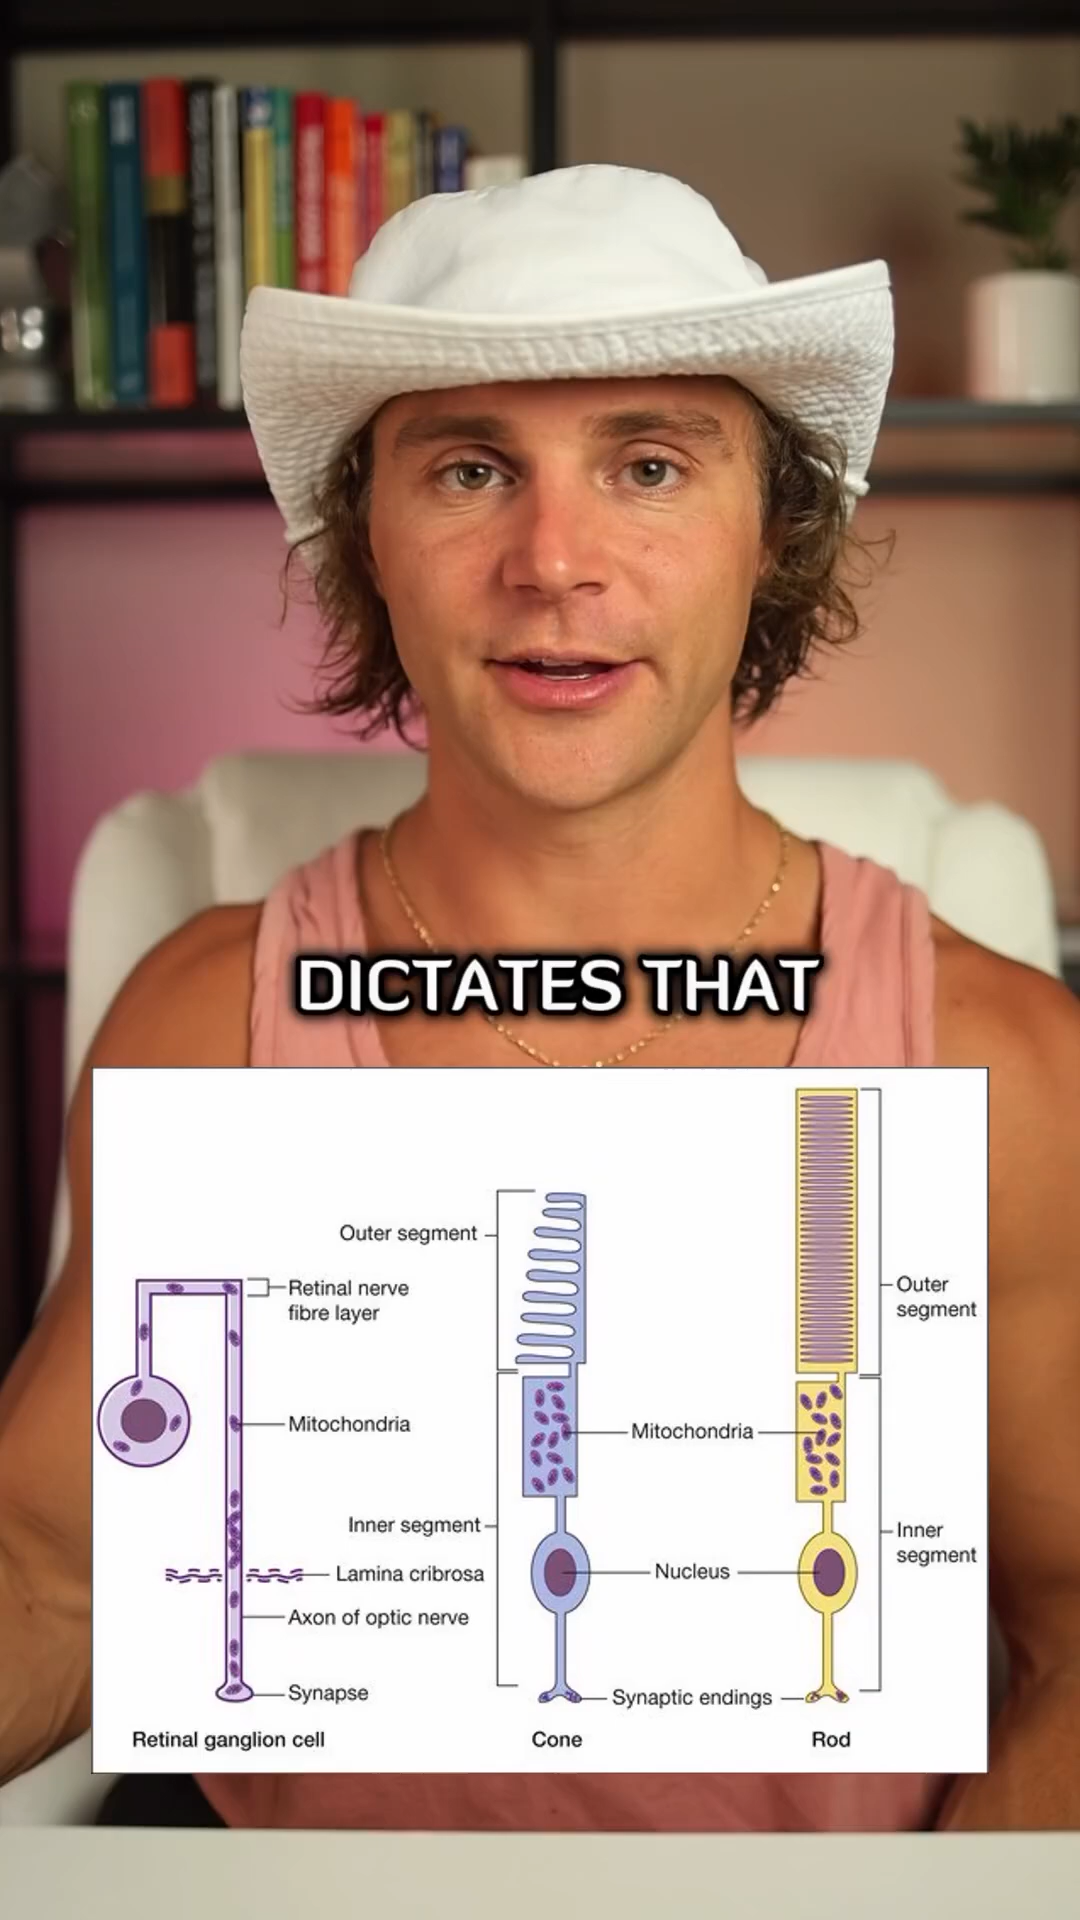 DICTATES THAT
Outer segment
Retinal nerve
fibre layer
Outer
segment
Mitochondria
Mitochondria
Inner segment
Inner
segment
Lamina cribrosa
Nucleus
Axon of optic nerve
Synapse
Synaptic endings
Retinal ganglion cell
Cone
Rod